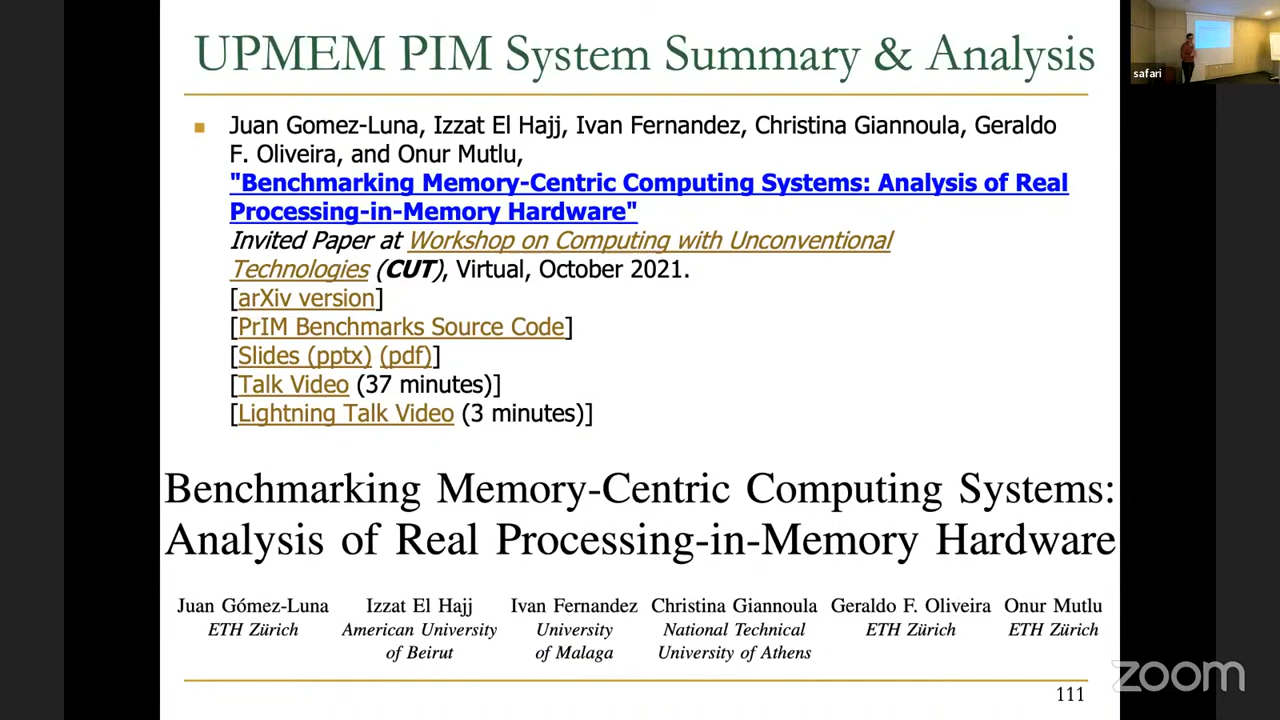 UPMEM PIM System Summary & Analysis
safari
■ Juan Gomez-Luna, Izzat El Hajj, Ivan Fernandez, Christina Giannoula, Geraldo
F. Oliveira, and Onur Mutlu,
"Benchmarking Memory-Centric Computing Systems: Analysis of Real
Processing-in-Memory Hardware"
Invited Paper at Workshop on Computing with Unconventional
Technologies (CUT), Virtual, October 2021.
[arXiv version]
[PrIM Benchmarks Source Code]
[Slides (pptx) (pdf)]
[Talk Video (37 minutes)]
[Lightning Talk Video (3 minutes)]
Benchmarking Memory-Centric Computing Systems:
Analysis of Real Processing-in-Memory Hardware
Juan Gómez-Luna Izzat El Hajj Ivan Fernandez Christina Giannoula Geraldo F. Oliveira Onur Mutlu
ETH Zürich American University University National Technical ETH Zürich ETH Zürich
of Beirut of Malaga University of Athens
111
zoom